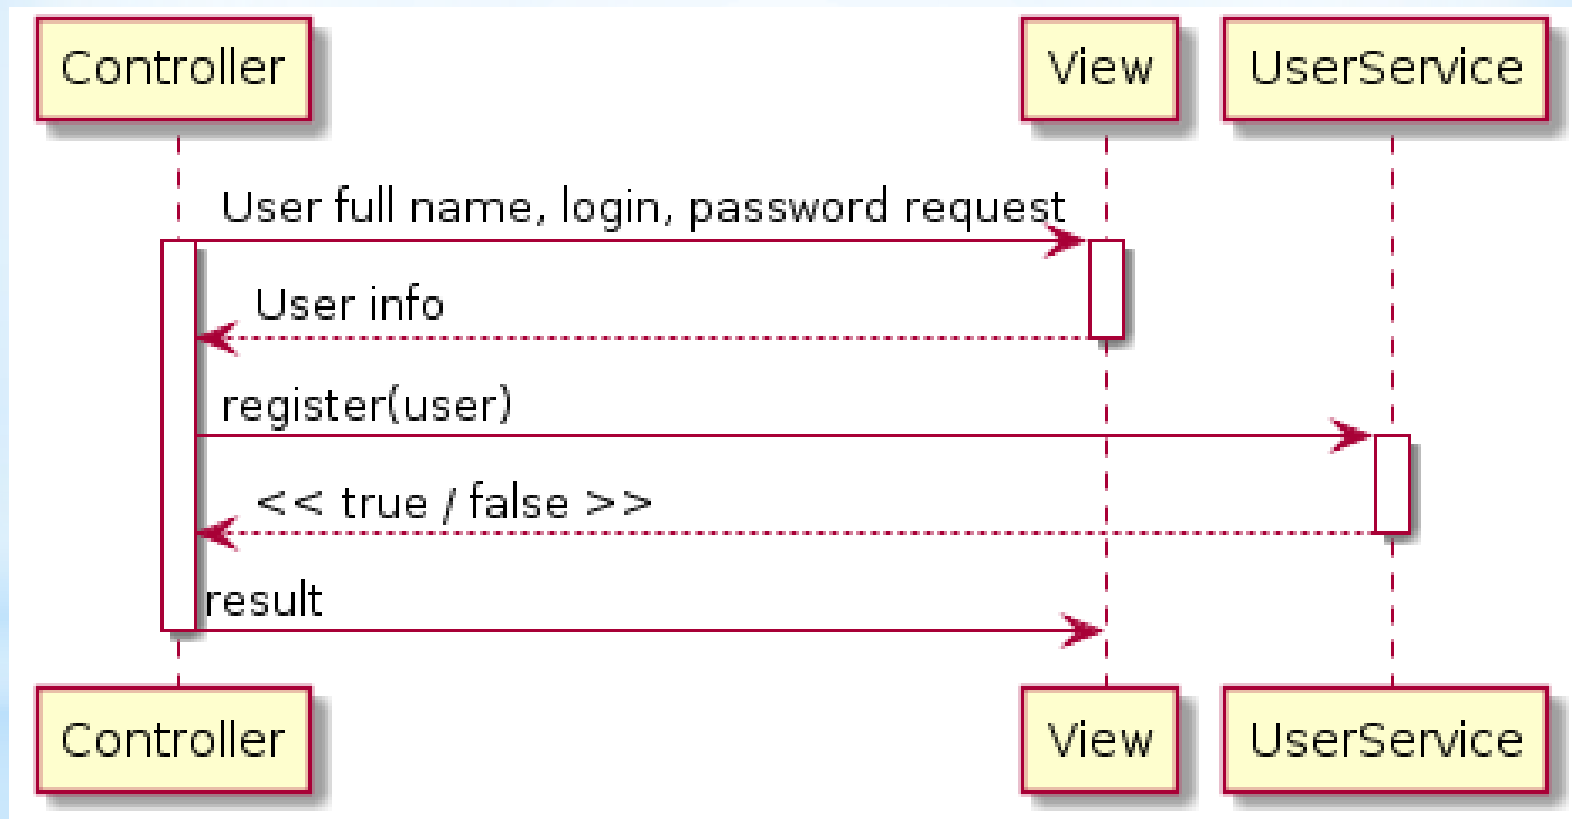 Controller
View
UserService
User full name, login, password request
User info
register(user)
<< true / false >>
result
Controller
View
UserService